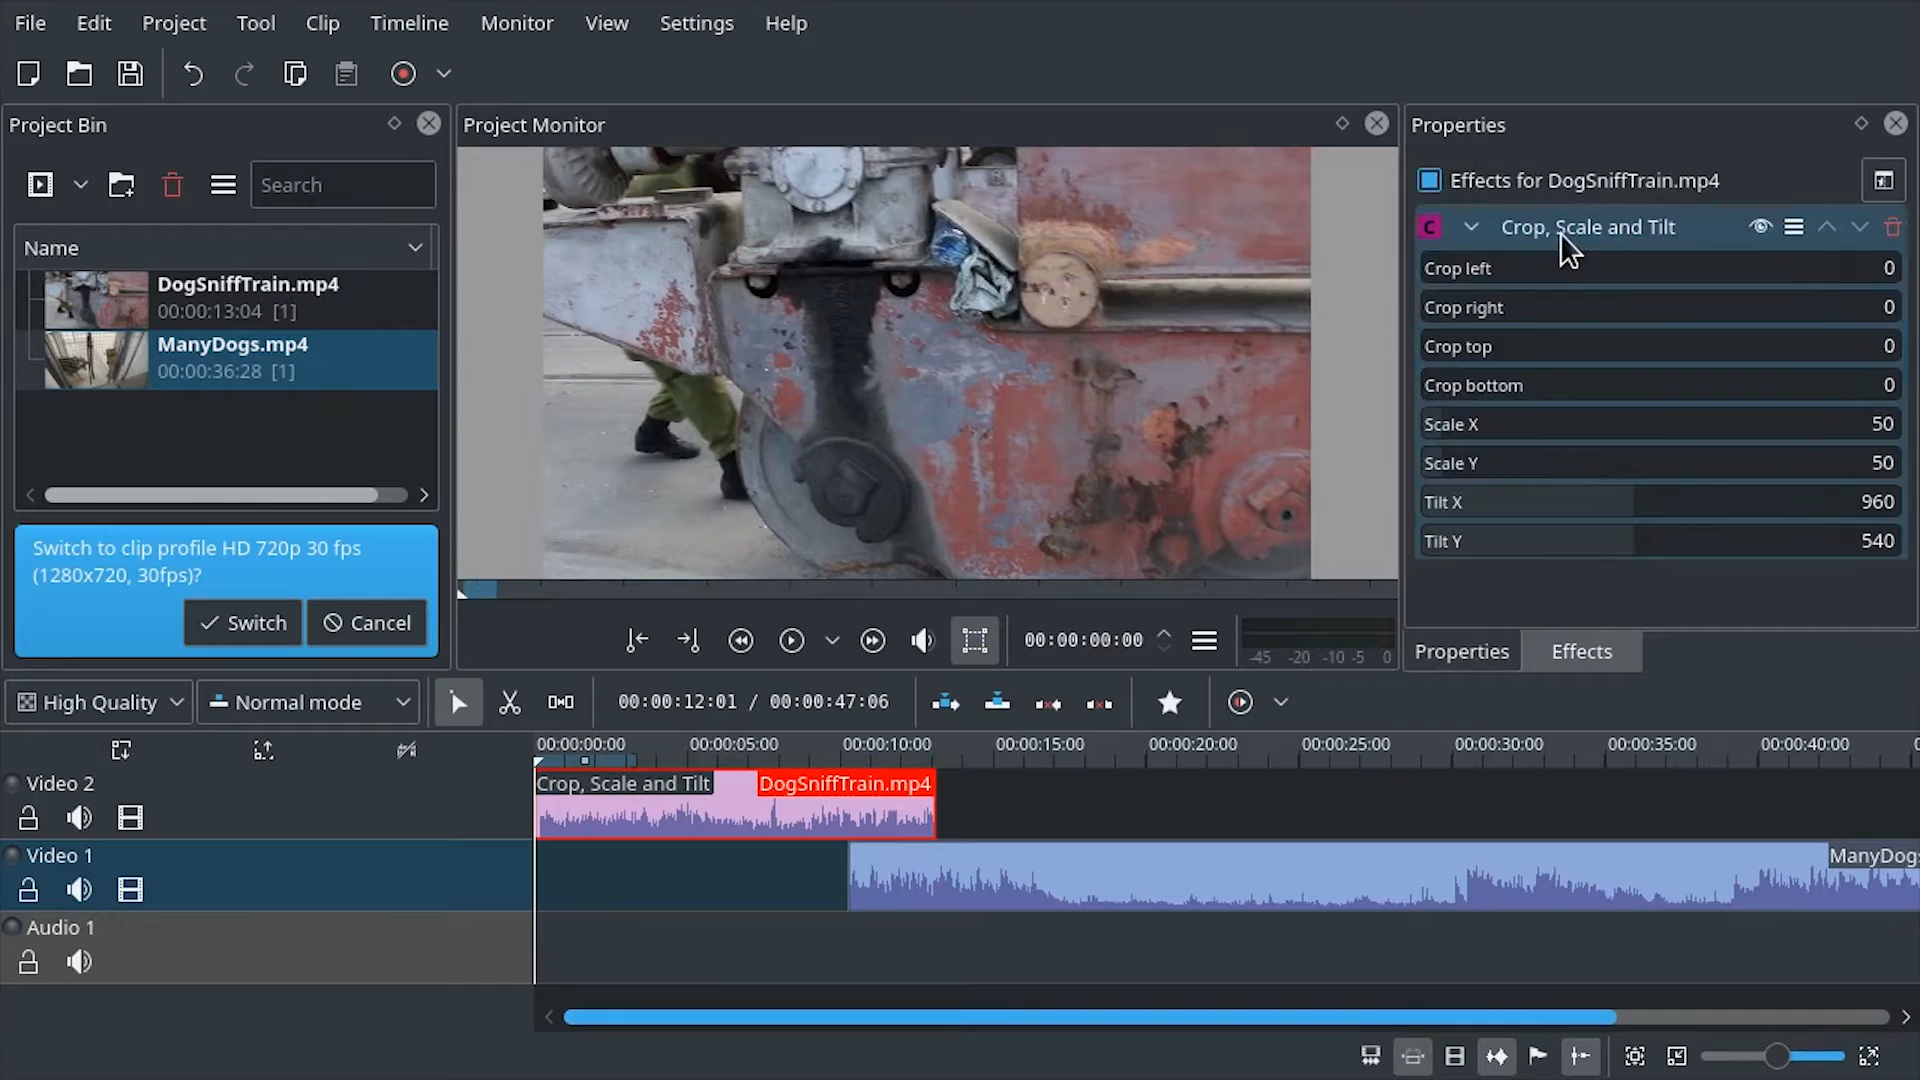 File Edit Project Tool Clip Timeline Monitor View Settings Help
Project Bin
Search
Name
DogSniffTrain.mp4
00:00:13:04 [1]
ManyDogs.mp4
00:00:36:28 [1]
Switch to clip profile HD 720p 30 fps
(1280x720, 30fps)?
Switch Cancel
Project Monitor
00:00:00:00
-45 -20 -10 -5 0
Properties
Effects for DogSniffTrain.mp4
C Crop, Scale and Tilt
Crop left 0
Crop right 0
Crop top 0
Crop bottom 0
Scale X 50
Scale Y 50
Tilt X 960
Tilt Y 540
Properties Effects
High Quality Normal mode 00:00:12:01 / 00:00:47:06
00:00:00:00 00:00:05:00 00:00:10:00 00:00:15:00 00:00:20:00 00:00:25:00 00:00:30:00 00:00:35:00 00:00:40:00
Video 2
Crop, Scale and Tilt DogSniffTrain.mp4
Video 1
ManyDogs
Audio 1